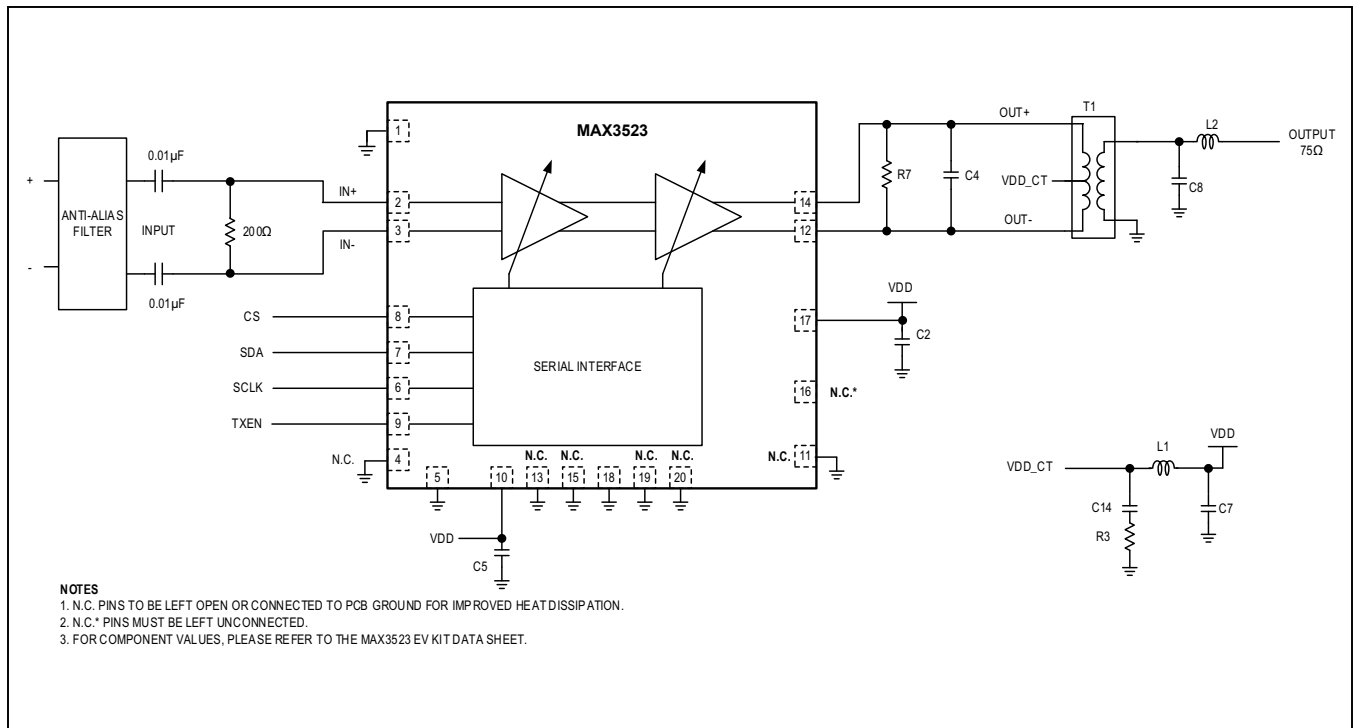 MAX3523
T1
L2
OUTPUT
75Ω
OUT+
1
0.01µF
+
IN+
2
14
R7
C4
VDD_CT
C8
ANTI-ALIAS
FILTER
INPUT
200Ω
3
12
OUT-
IN-
-
0.01µF
VDD
CS
8
17
C2
SDA
7
SERIAL INTERFACE
SCLK
6
16
N.C.*
TXEN
9
N.C.
4
N.C.
N.C.
N.C.
N.C.
N.C.
11
5
10
13
15
18
19
20
L1
VDD
VDD_CT
C14
C7
R3
VDD
C5
NOTES
1. N.C. PINS TO BE LEFT OPEN OR CONNECTED TO PCB GROUND FOR IMPROVED HEAT DISSIPATION.
2. N.C.* PINS MUST BE LEFT UNCONNECTED.
3. FOR COMPONENT VALUES, PLEASE REFER TO THE MAX3523 EV KIT DATA SHEET.